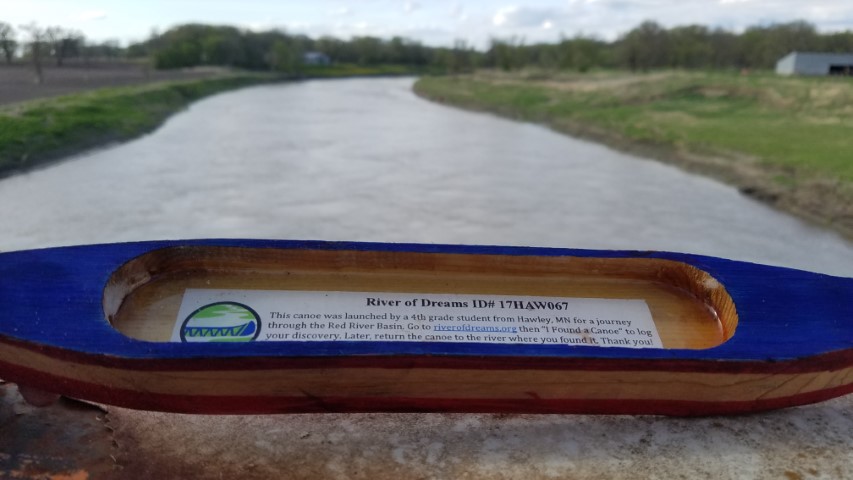 River of Dreams ID# 17HAW067
This canoe was launched by a 4th grade student from Hawley, MN for a journey
through the Red River Basin. Go to riverofdreams.org then "I Found a Canoe" to log
your discovery. Later, return the canoe to the river where you found it. Thank you!